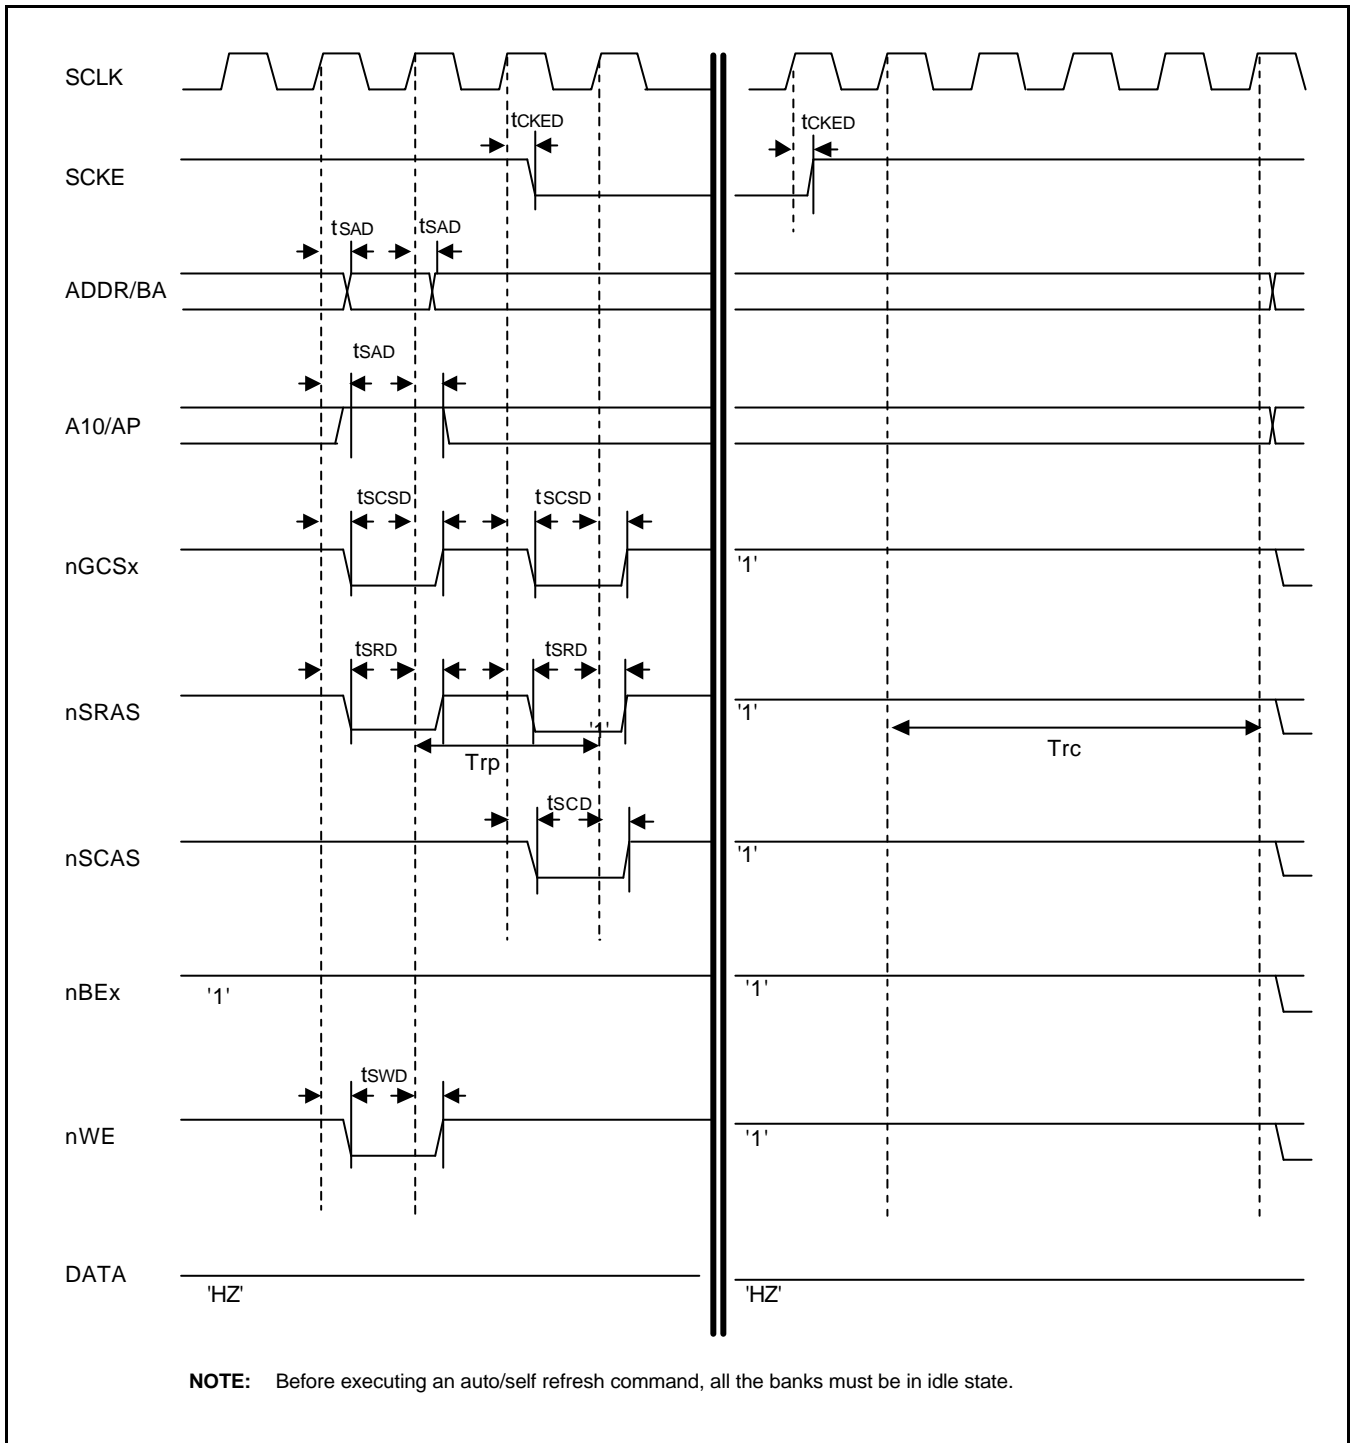 SCLK
tCKED tCKED
SCKE
tSAD tSAD
ADDR/BA
tSAD
A10/AP
tSCSD tSCSD
nGCSx '1'
tSRD tSRD
nSRAS '1' '1'
Trp Trc
tSCD
nSCAS '1'
nBEx '1' '1'
tSWD
nWE '1'
DATA
'HZ' 'HZ'
NOTE: Before executing an auto/self refresh command, all the banks must be in idle state.